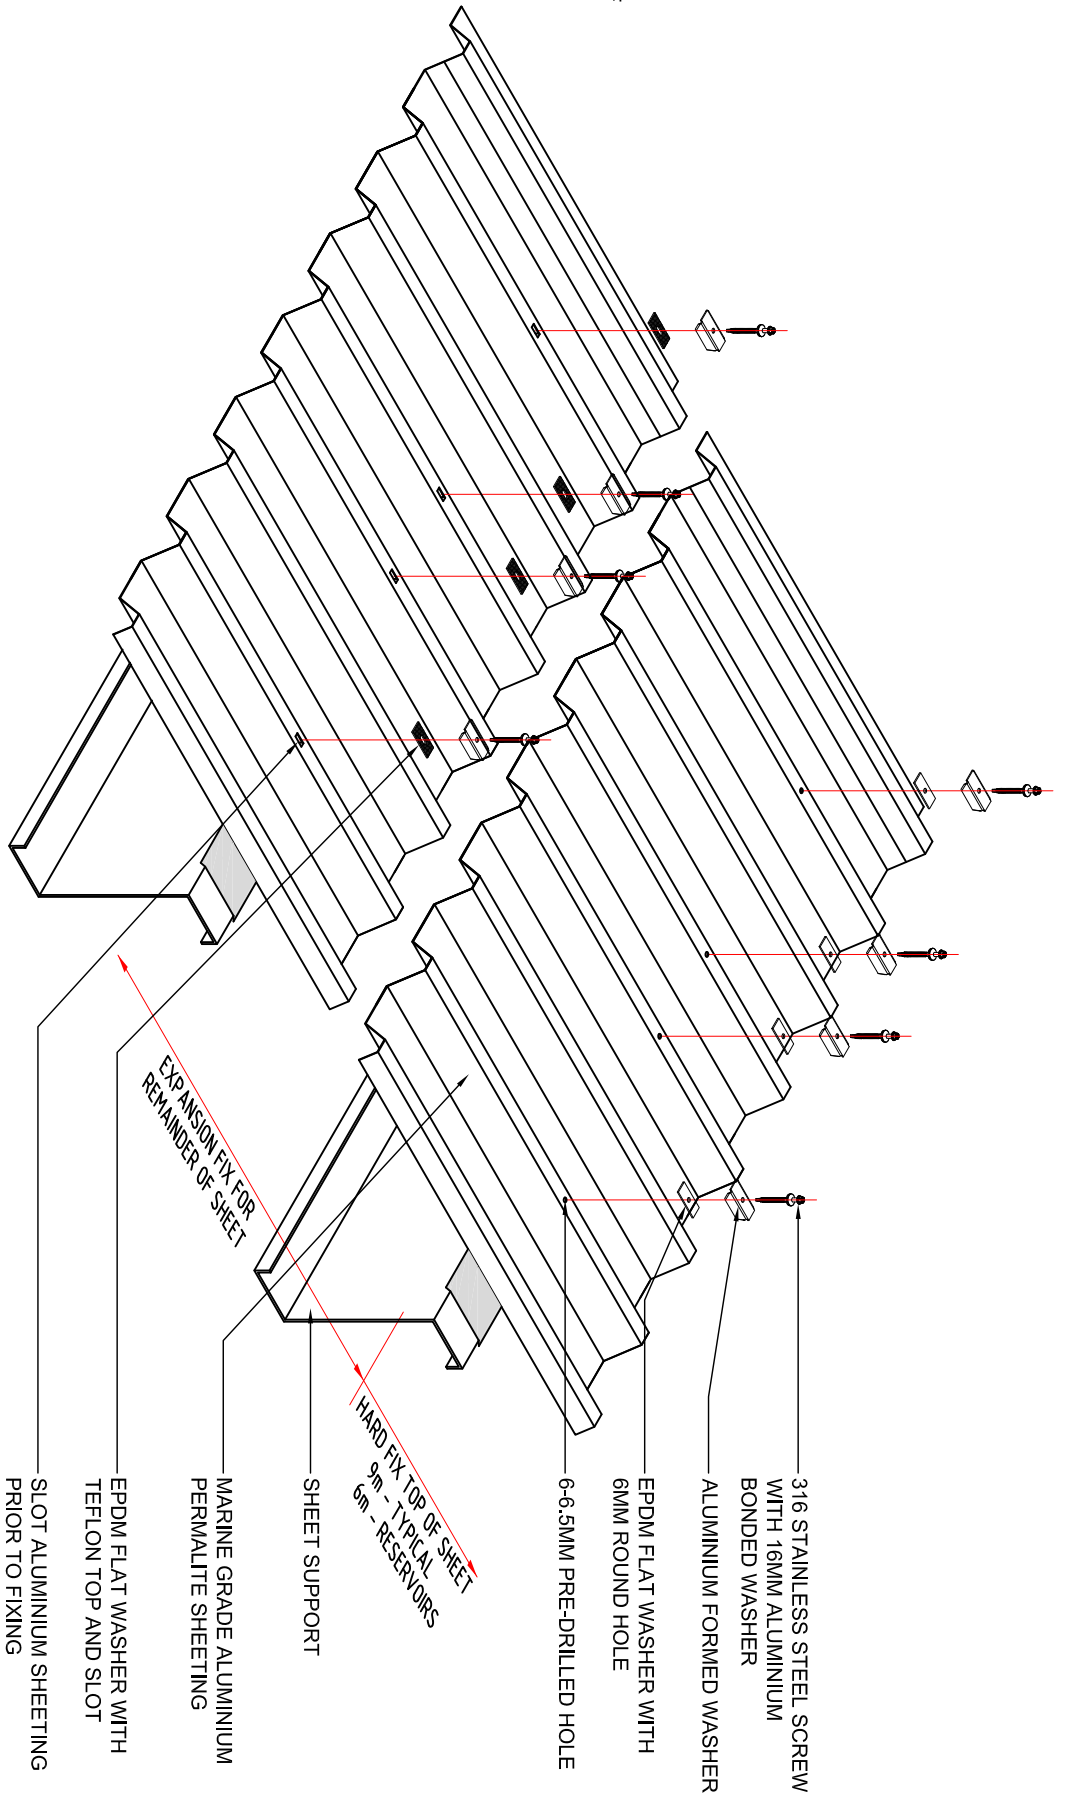 316 STAINLESS STEEL SCREW
WITH 16MM ALUMINIUM
BONDED WASHER
ALUMINIUM FORMED WASHER
EPDM FLAT WASHER WITH
6MM ROUND HOLE
6-6.5MM PRE-DRILLED HOLE
HARD FIX TOP OF SHEET
9m - TYPICAL
6m - RESERVOIRS
SHEET SUPPORT
EXPANSION FIX FOR
REMAINDER OF SHEET
MARINE GRADE ALUMINIUM
PERMALITE SHEETING
EPDM FLAT WASHER WITH
TEFLON TOP AND SLOT
SLOT ALUMINIUM SHEETING
PRIOR TO FIXING